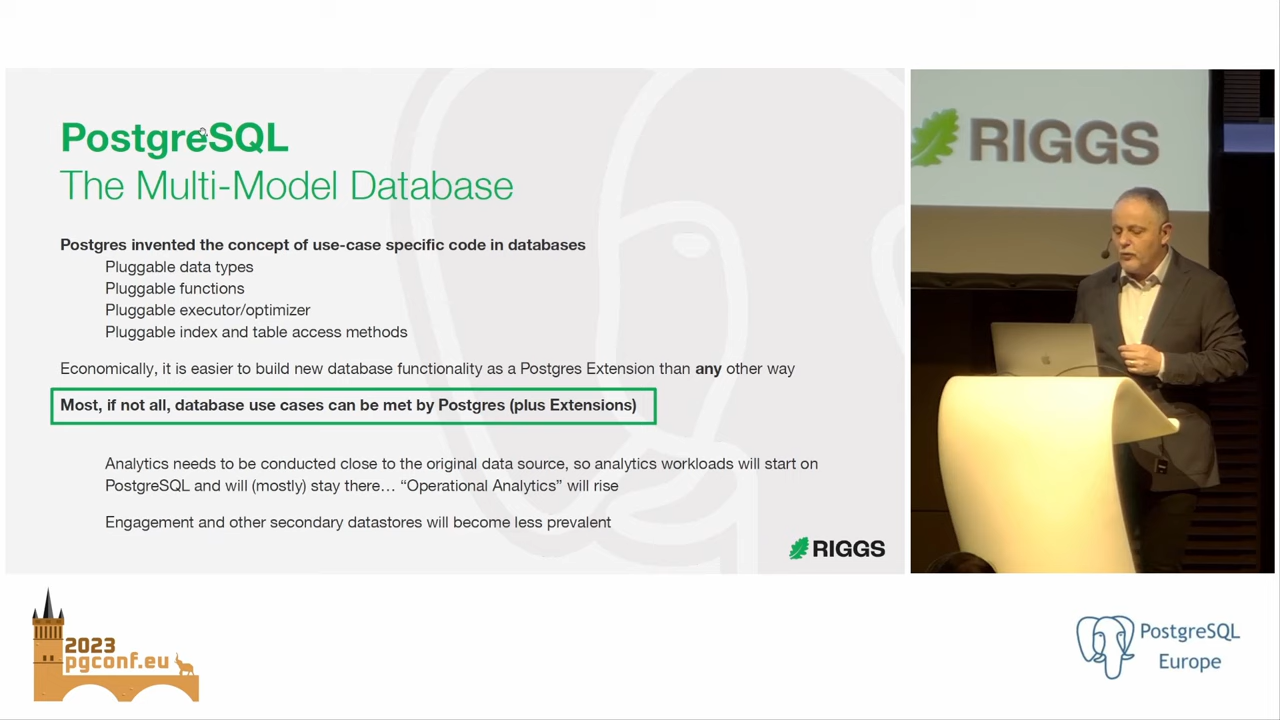 PostgreSQL
The Multi-Model Database
Postgres invented the concept of use-case specific code in databases
Pluggable data types
Pluggable functions
Pluggable executor/optimizer
Pluggable index and table access methods
Economically, it is easier to build new database functionality as a Postgres Extension than any other way
Most, if not all, database use cases can be met by Postgres (plus Extensions)
Analytics needs to be conducted close to the original data source, so analytics workloads will start on
PostgreSQL and will (mostly) stay there… “Operational Analytics” will rise
Engagement and other secondary datastores will become less prevalent
RIGGS
RIGGS
2023
pgconf.eu
PostgreSQL
Europe